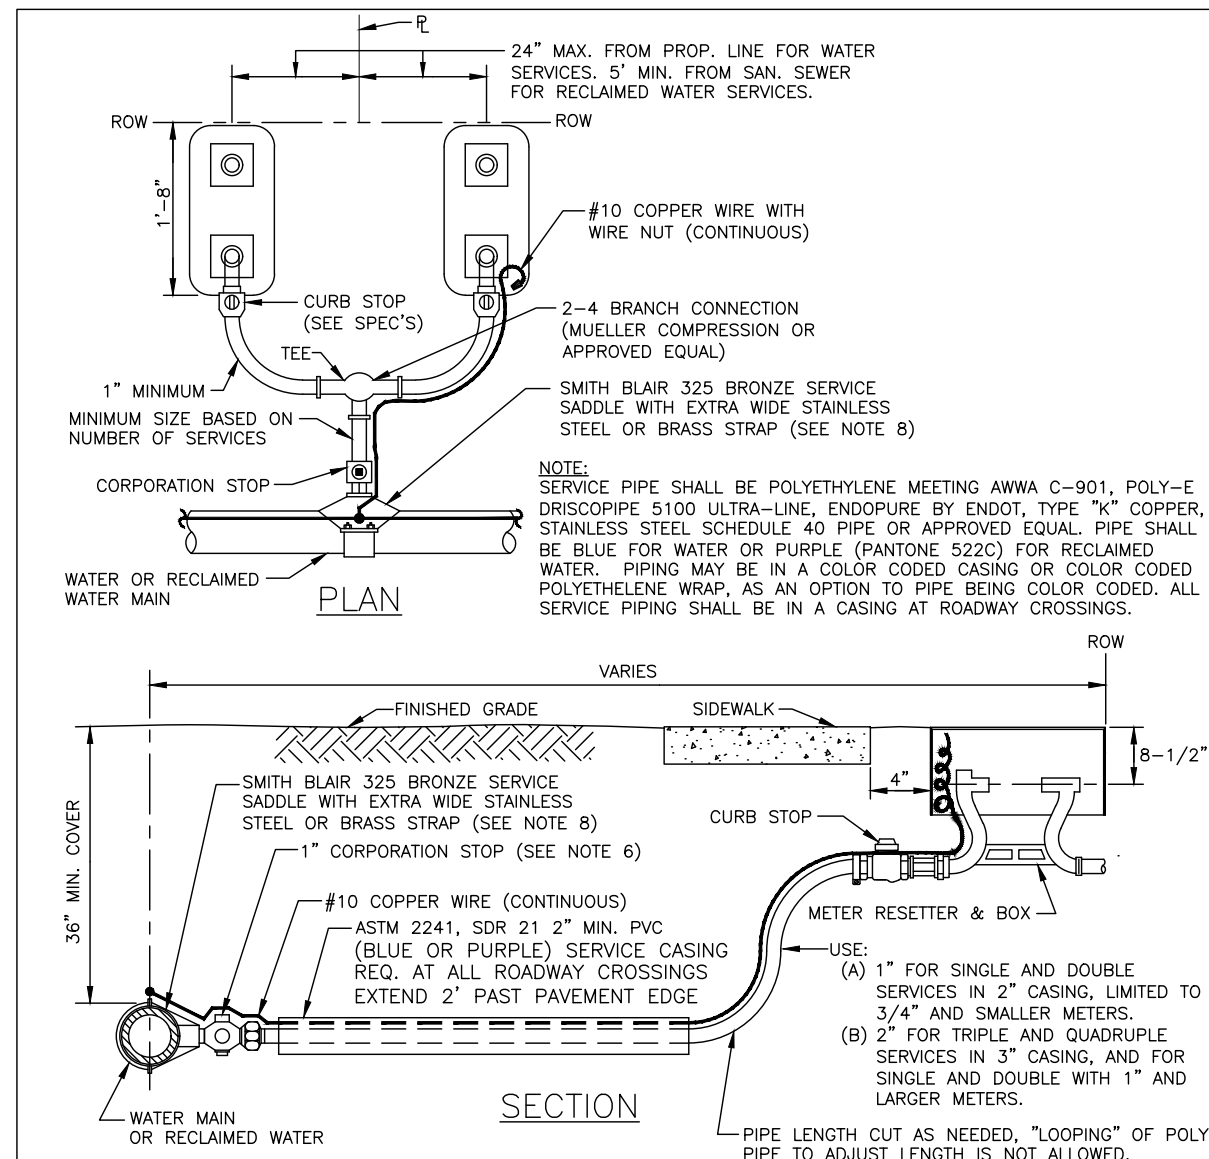 PL
24" MAX. FROM PROP. LINE FOR WATER
SERVICES. 5' MIN. FROM SAN. SEWER
FOR RECLAIMED WATER SERVICES.
ROW
ROW
1'-8"
#10 COPPER WIRE WITH
WIRE NUT (CONTINUOUS)
CURB STOP
(SEE SPEC'S)
2-4 BRANCH CONNECTION
(MUELLER COMPRESSION OR
APPROVED EQUAL)
TEE
1" MINIMUM
SMITH BLAIR 325 BRONZE SERVICE
SADDLE WITH EXTRA WIDE STAINLESS
STEEL OR BRASS STRAP (SEE NOTE 8)
MINIMUM SIZE BASED ON
NUMBER OF SERVICES
CORPORATION STOP
NOTE:
SERVICE PIPE SHALL BE POLYETHYLENE MEETING AWWA C-901, POLY-E
DRISCOPIPE 5100 ULTRA-LINE, ENDOPURE BY ENDOT, TYPE "K" COPPER,
STAINLESS STEEL SCHEDULE 40 PIPE OR APPROVED EQUAL. PIPE SHALL
BE BLUE FOR WATER OR PURPLE (PANTONE 522C) FOR RECLAIMED
WATER. PIPING MAY BE IN A COLOR CODED CASING OR COLOR CODED
POLYETHELENE WRAP, AS AN OPTION TO PIPE BEING COLOR CODED. ALL
SERVICE PIPING SHALL BE IN A CASING AT ROADWAY CROSSINGS.
WATER OR RECLAIMED
WATER MAIN
PLAN
ROW
VARIES
FINISHED GRADE
SIDEWALK
8-1/2"
4"
36" MIN. COVER
SMITH BLAIR 325 BRONZE SERVICE
SADDLE WITH EXTRA WIDE STAINLESS
STEEL OR BRASS STRAP (SEE NOTE 8)
CURB STOP
1" CORPORATION STOP (SEE NOTE 6)
#10 COPPER WIRE (CONTINUOUS)
METER RESETTER & BOX
ASTM 2241, SDR 21 2" MIN. PVC
(BLUE OR PURPLE) SERVICE CASING
REQ. AT ALL ROADWAY CROSSINGS
EXTEND 2' PAST PAVEMENT EDGE
USE:
(A) 1" FOR SINGLE AND DOUBLE
SERVICES IN 2" CASING, LIMITED TO
3/4" AND SMALLER METERS.
(B) 2" FOR TRIPLE AND QUADRUPLE
SERVICES IN 3" CASING, AND FOR
SINGLE AND DOUBLE WITH 1" AND
LARGER METERS.
WATER MAIN
OR RECLAIMED WATER
SECTION
PIPE LENGTH CUT AS NEEDED, "LOOPING" OF POLY
PIPE TO ADJUST LENGTH IS NOT ALLOWED.